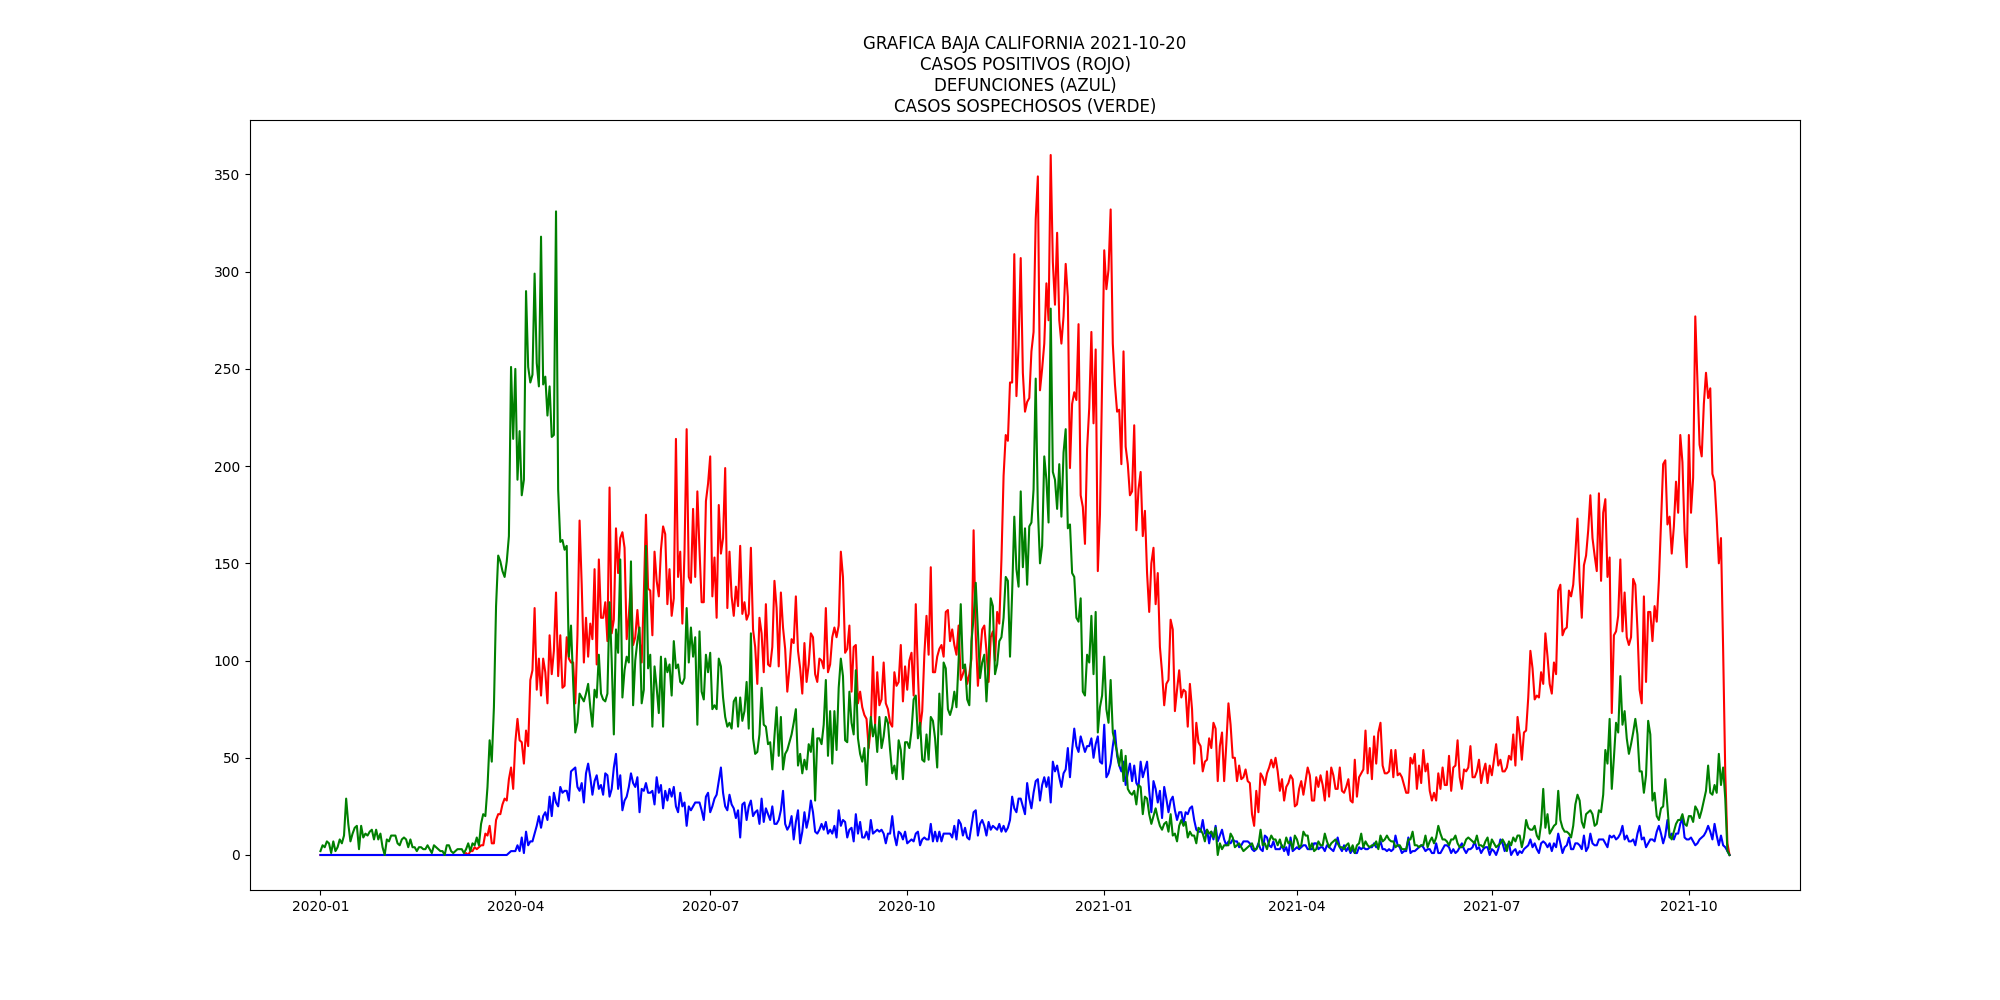 GRAFICA BAJA CALIFORNIA 2021-10-20
CASOS POSITIVOS (ROJO)
DEFUNCIONES (AZUL)
CASOS SOSPECHOSOS (VERDE)
350
300
250
200
150
100
50
0
2020-01 2020-04 2020-07 2020-10 2021-01 2021-04 2021-07 2021-10